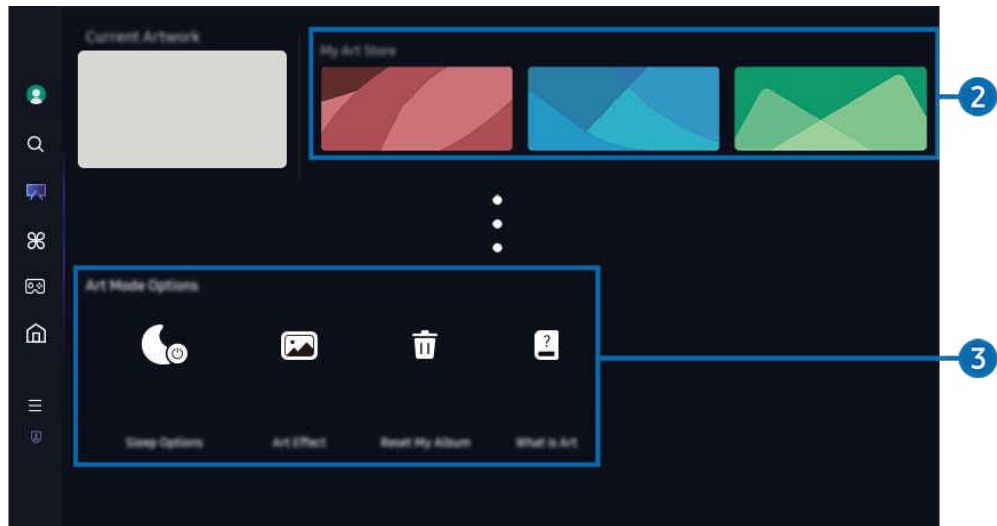 Current Artwork
My Art Store
2
Art Mode Options
?
3
Sleep Options
Art Effect
Reset My Album
What is Art